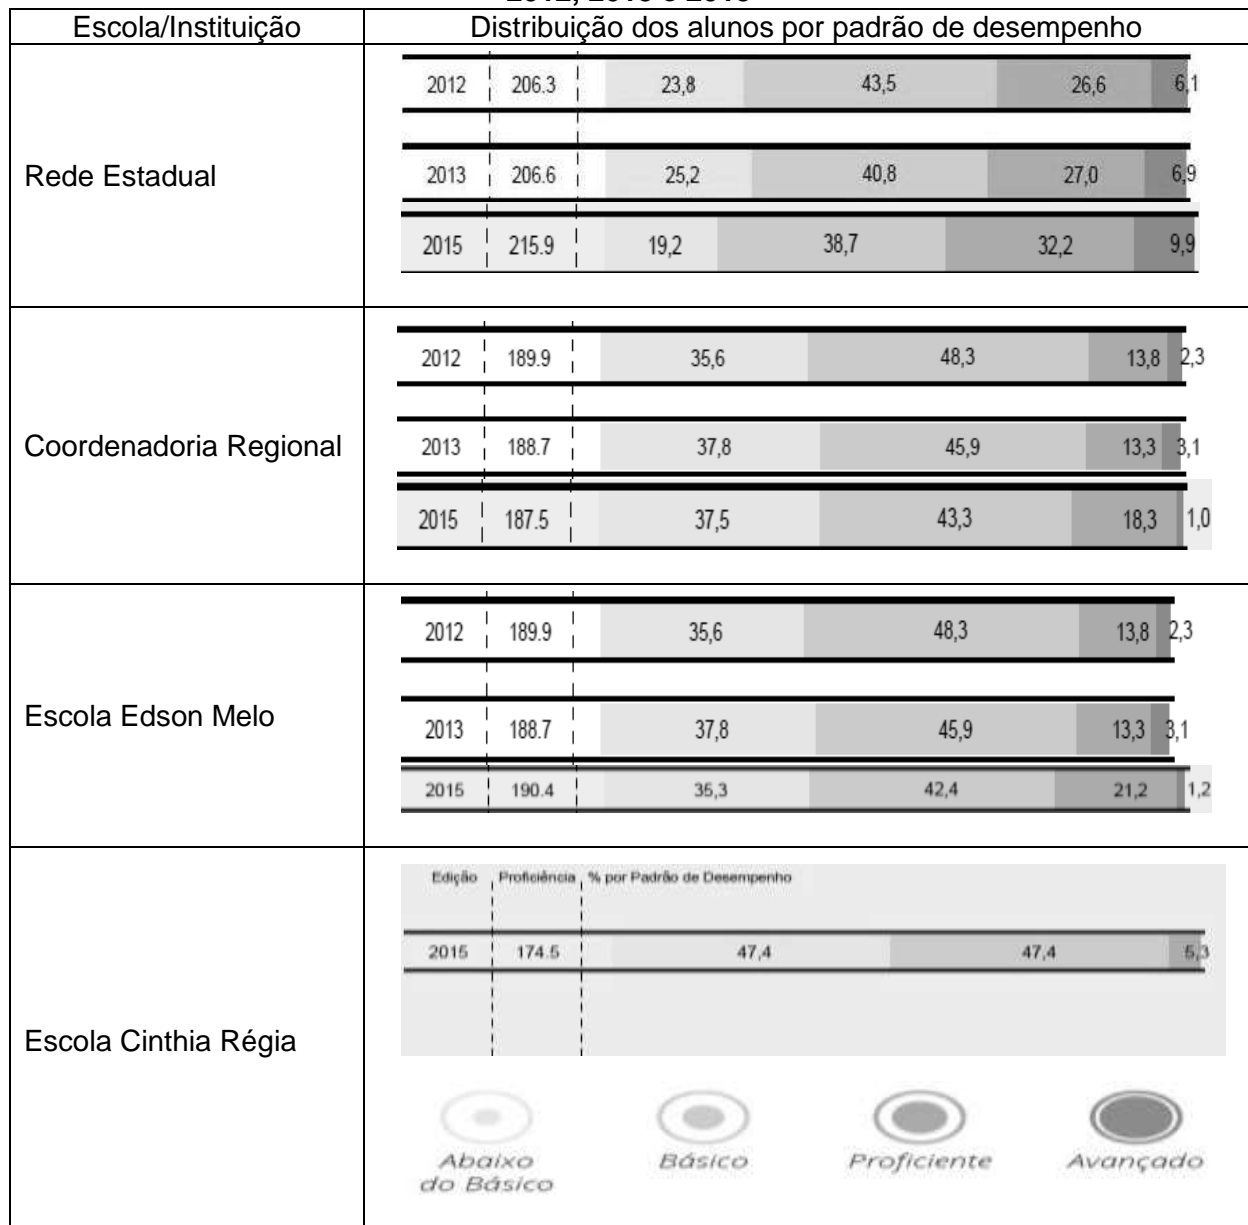 Escola/Instituição Distribuição dos alunos por padrão de desempenho
Rede Estadual
2012 206.3 23,8 43,5 26,6 6,1
2013 206.6 25,2 40,8 27,0 6,9
2015 215.9 19,2 38,7 32,2 9,9
Coordenadoria Regional
2012 189.9 35,6 48,3 13,8 2,3
2013 188.7 37,8 45,9 13,3 3,1
2015 187.5 37,5 43,3 18,3 1,0
Escola Edson Melo
2012 189.9 35,6 48,3 13,8 2,3
2013 188.7 37,8 45,9 13,3 3,1
2015 190.4 35,3 42,4 21,2 1,2
Escola Cinthia Régia
Edição Proficiência % por Padrão de Desempenho
2015 174.5 47,4 47,4 5,3
Abaixo do Básico
Básico
Proficiente
Avançado